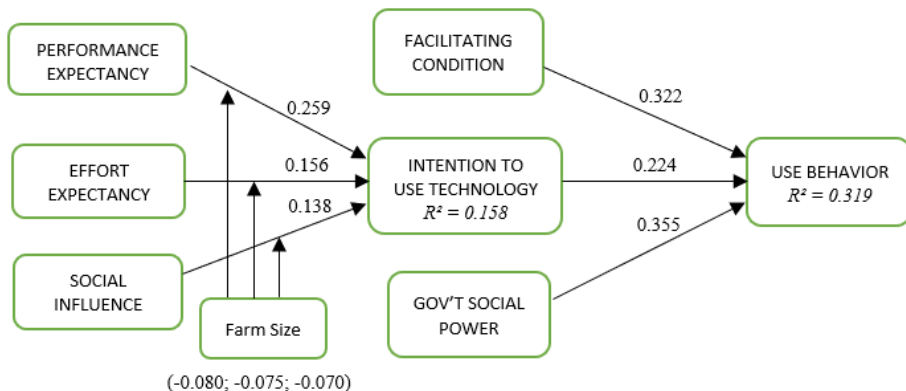 PERFORMANCE
EXPECTANCY
0.259
EFFORT
EXPECTANCY
0.156
SOCIAL
INFLUENCE
0.138
Farm Size
(-0.080; -0.075; -0.070)
INTENTION TO
USE TECHNOLOGY
R² = 0.158
FACILITATING
CONDITION
0.322
0.224
GOV'T SOCIAL
POWER
0.355
USE BEHAVIOR
R² = 0.319